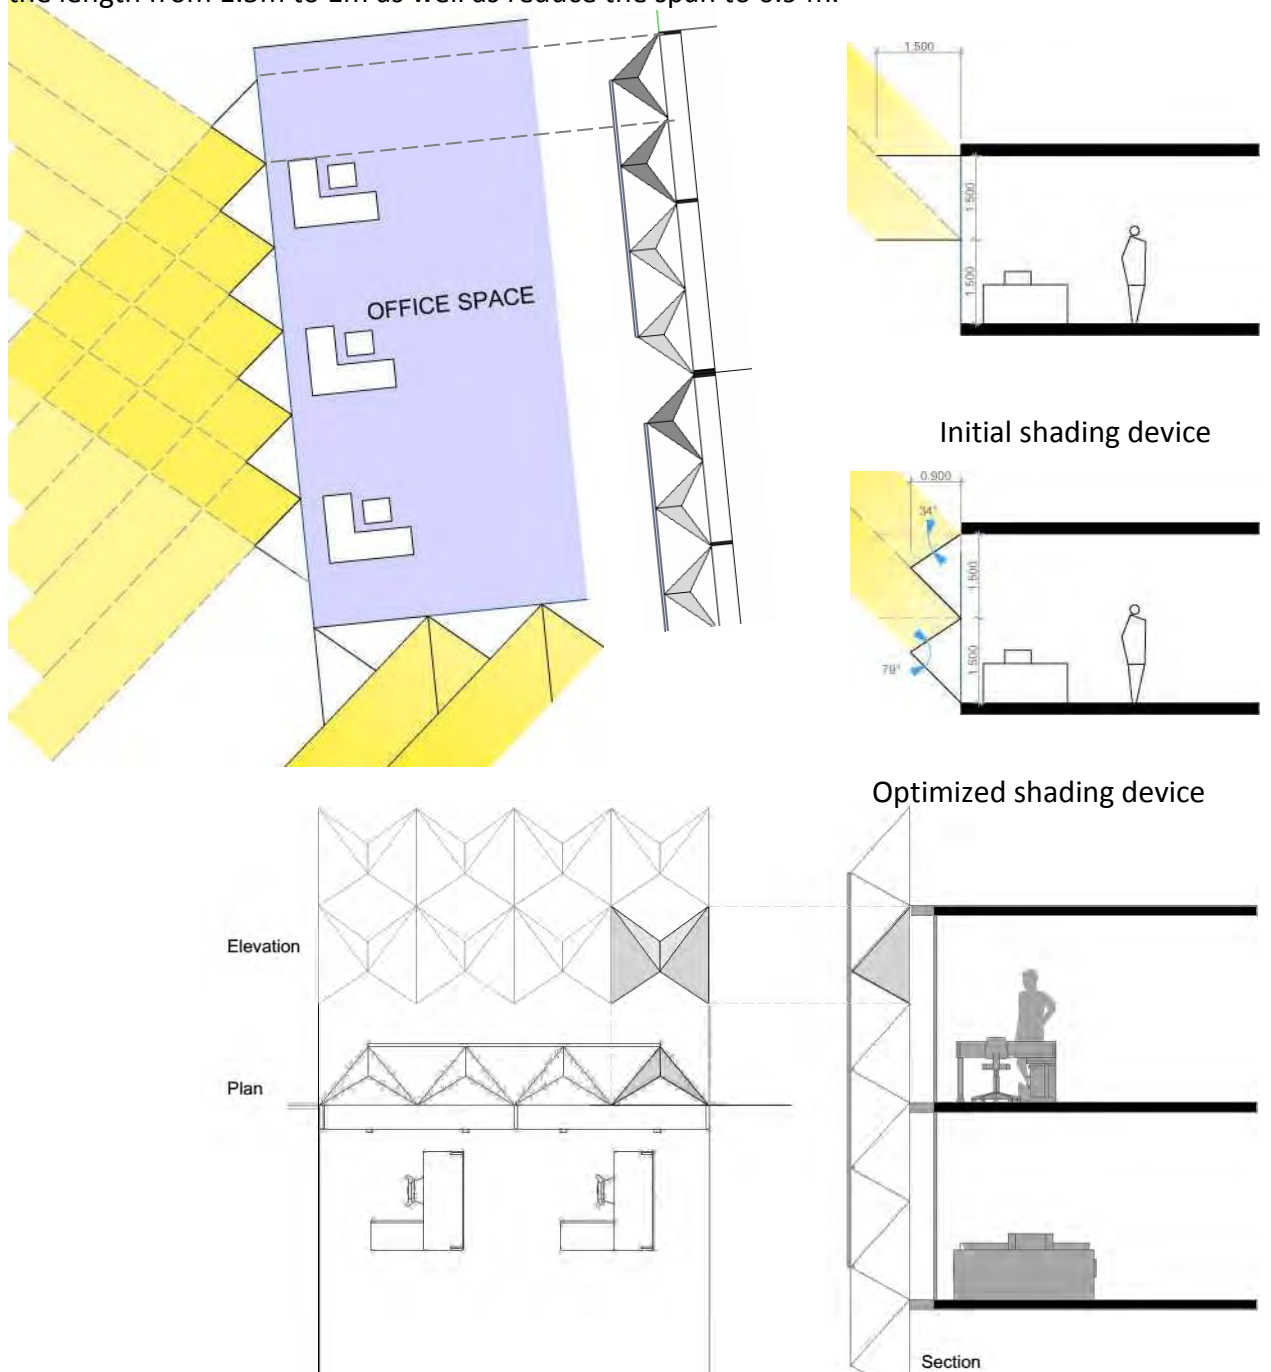 the length from 1.5m to 1m as well as reduce the span to 0.9 m.
OFFICE SPACE
1.500
1.500
1.500
Initial shading device
0.900
34°
1.500
1.500
79°
Optimized shading device
Elevation
Plan
Section